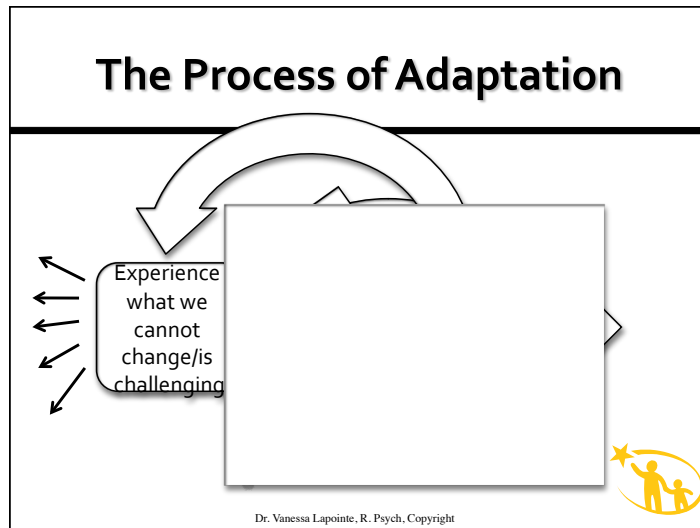 The Process of Adaptation
Experience
what we
cannot
change/is
challenging
Dr. Vanessa Lapointe, R. Psych, Copyright